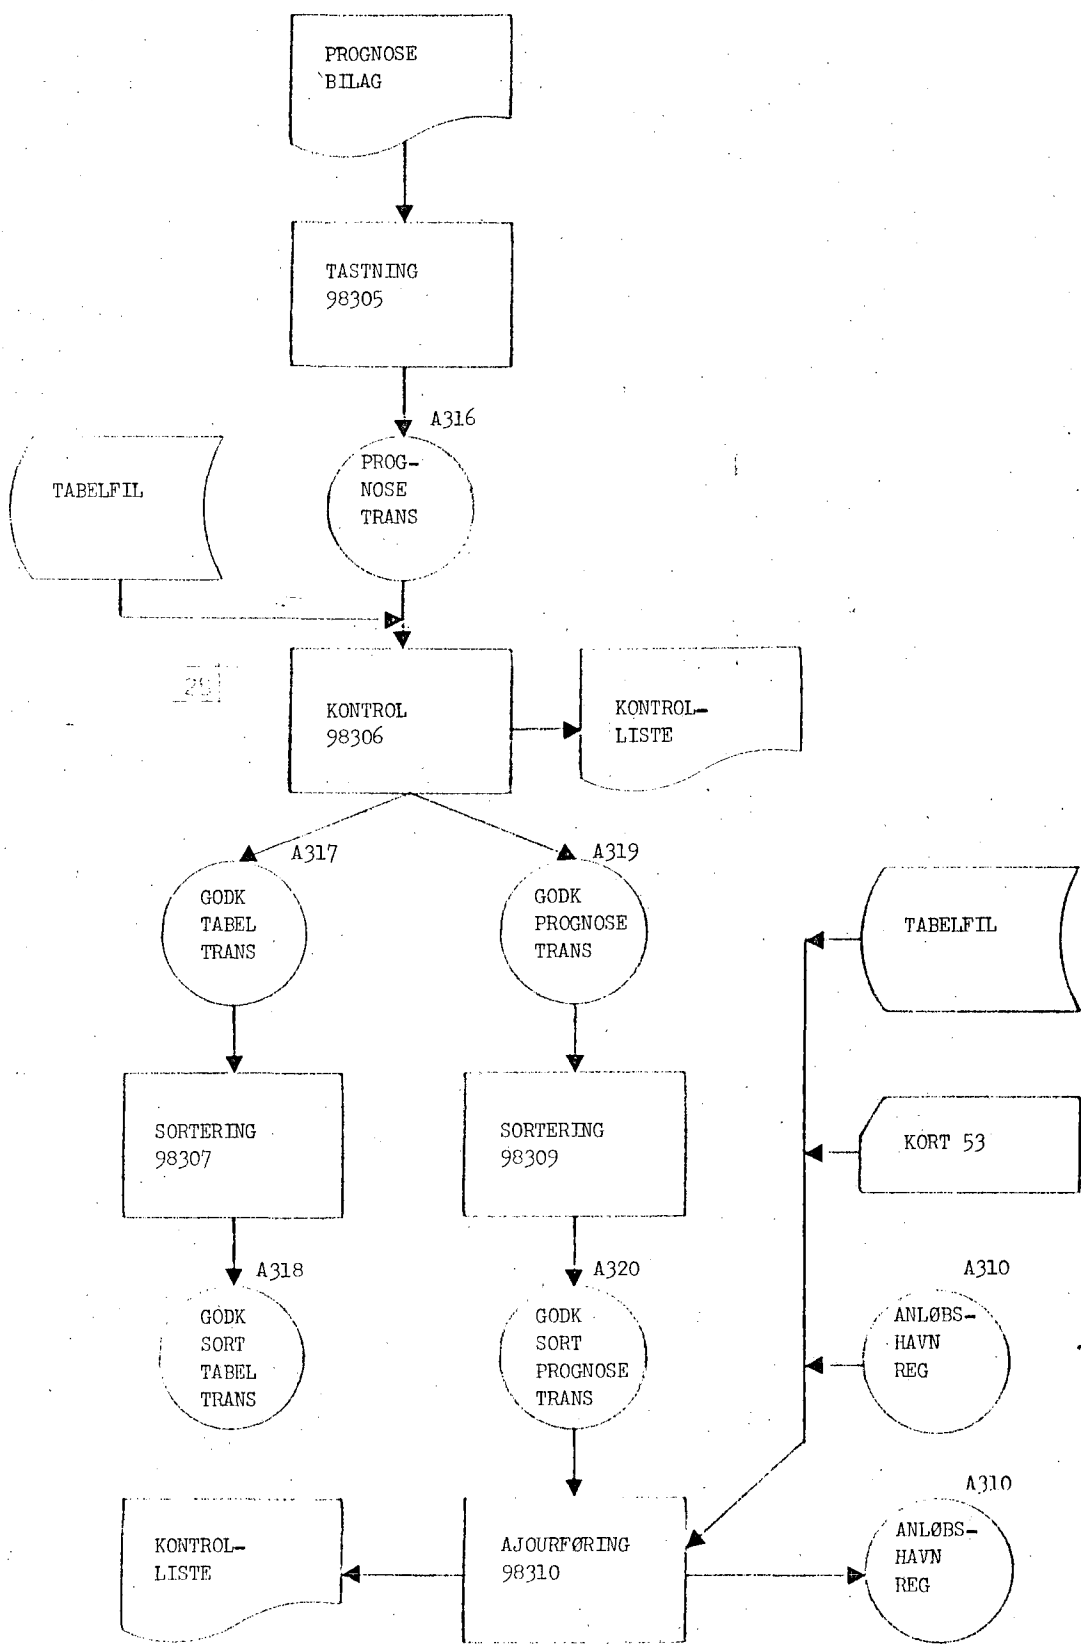 PROGNOSE
BILAG
TASTNING
98305
A316
PROG-
NOSE
TRANS
TABELFIL
KONTROL
98306
KONTROL-
LISTE
A317
GODK
TABEL
TRANS
A319
GODK
PROGNOSE
TRANS
TABELFIL
SORTERING
98307
SORTERING
98309
KORT 53
A318
GODK
SORT
TABEL
TRANS
A320
GODK
SORT
PROGNOSE
TRANS
A310
ANLØBS-
HAVN
REG
KONTROL-
LISTE
AJOURFØRING
98310
A310
ANLØBS-
HAVN
REG